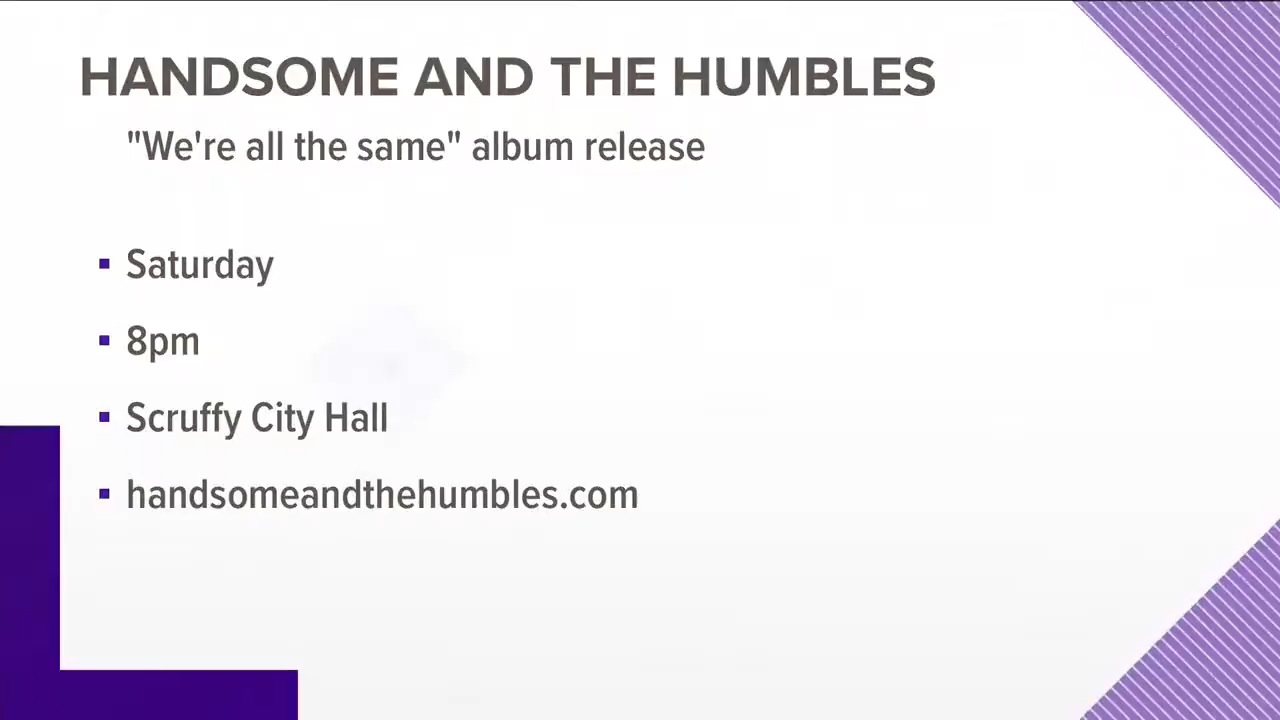 HANDSOME AND THE HUMBLES
"We're all the same" album release
Saturday
8pm
Scruffy City Hall
handsomeandthehumbles.com